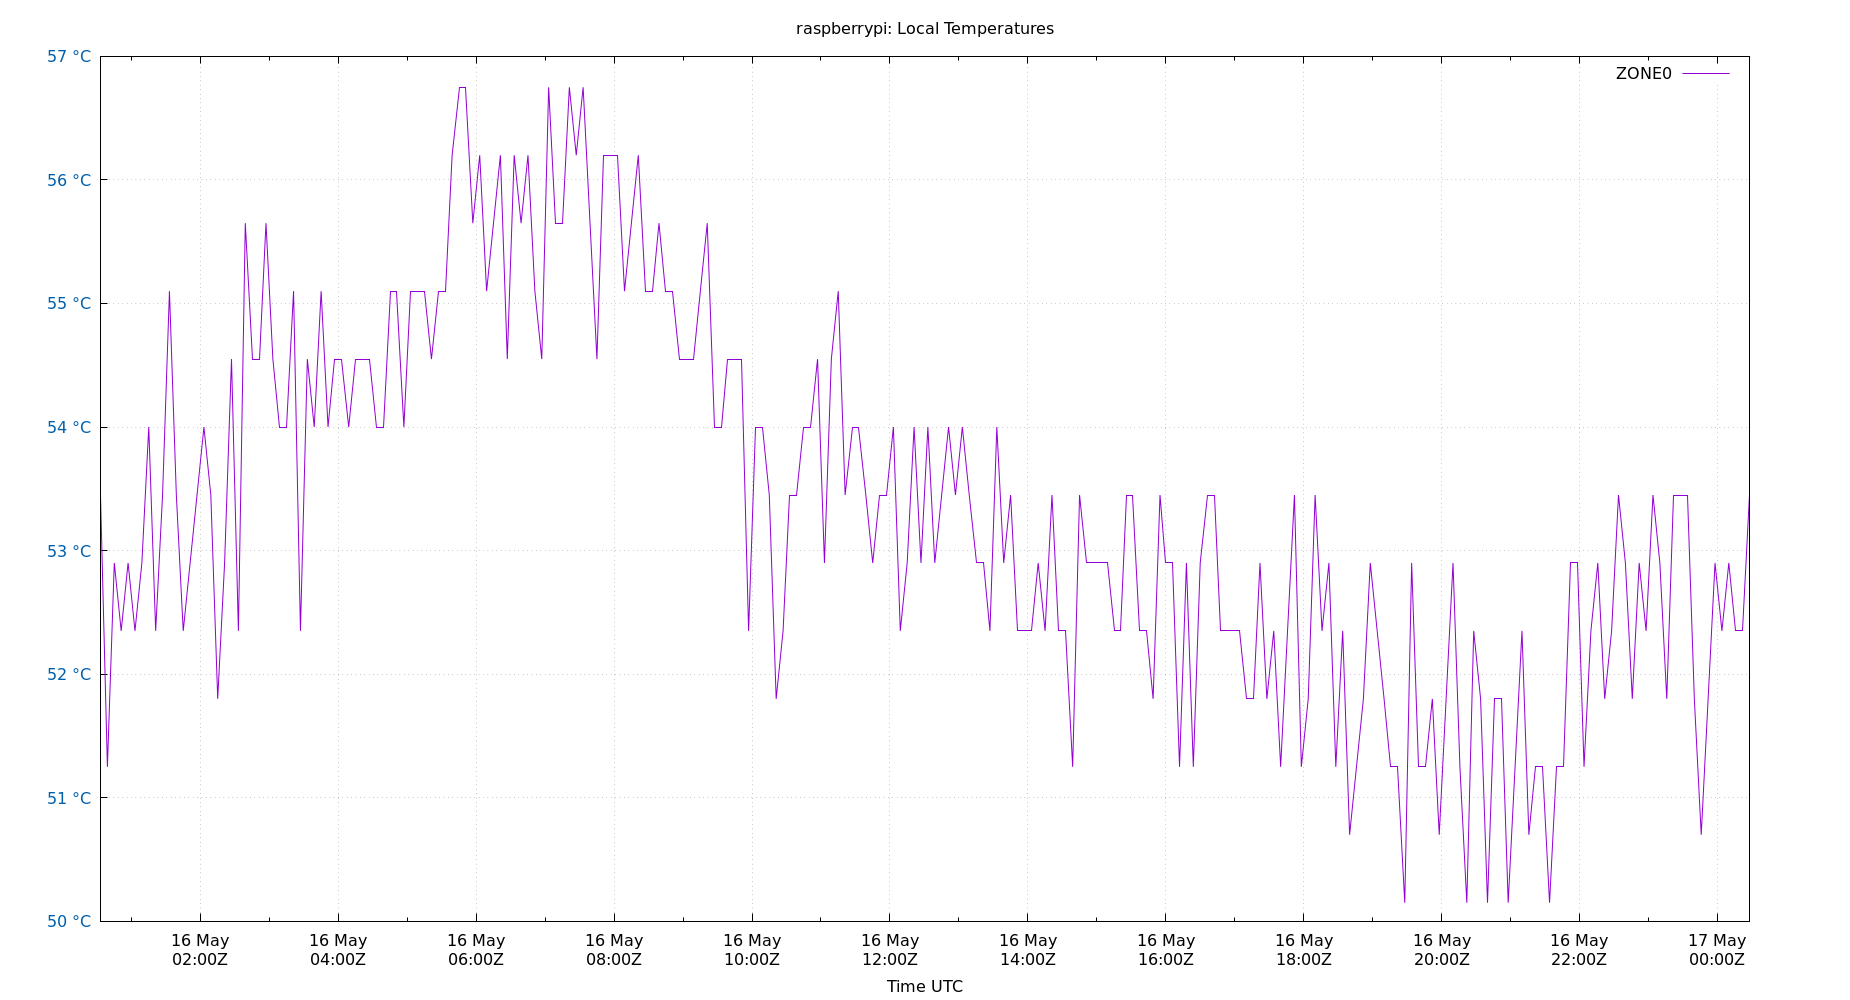 raspberrypi: Local Temperatures
57 °C
ZONE0
56 °C
55 °C
54 °C
53 °C
52 °C
51 °C
50 °C
16 May 16 May 16 May 16 May 16 May 16 May 16 May 16 May 16 May 16 May 16 May 17 May
02:00Z 04:00Z 06:00Z 08:00Z 10:00Z 12:00Z 14:00Z 16:00Z 18:00Z 20:00Z 22:00Z 00:00Z
Time UTC